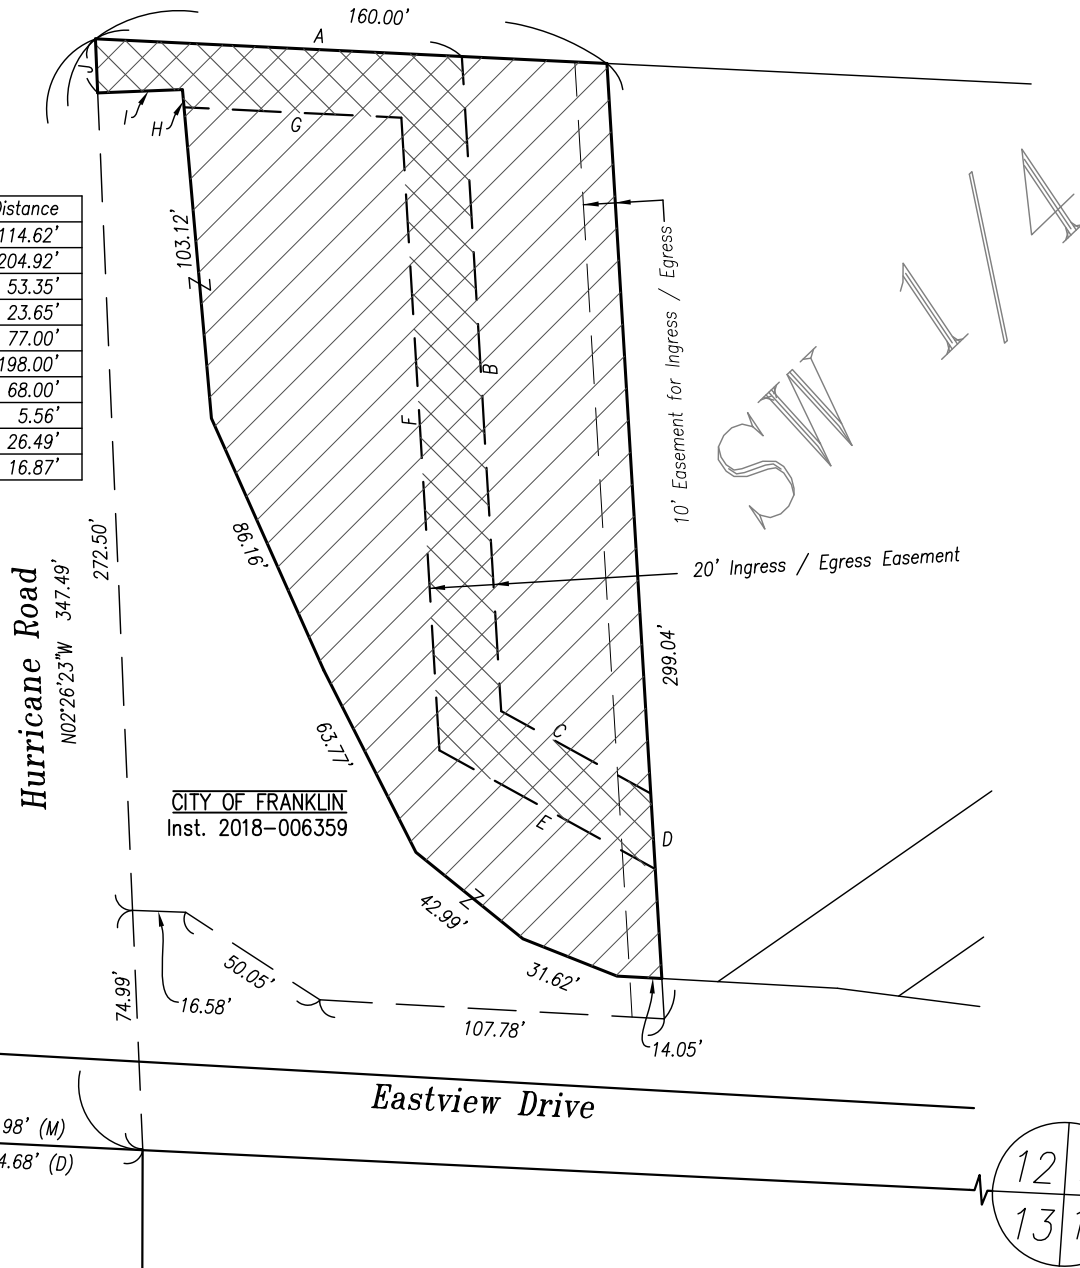 160.00'
A
J
I
H
G
Distance
114.62'
204.92'
53.35'
23.65'
77.00'
198.00'
68.00'
5.56'
26.49'
16.87'
103.12'
Z
B
F
10' Easement for Ingress / Egress
SW 1/4
20' Ingress / Egress Easement
86.16'
272.50'
Hurricane Road
N02°26'23"W 347.49'
299.04'
63.77'
C
D
E
CITY OF FRANKLIN
Inst. 2018-006359
Z
42.99'
31.62'
50.05'
16.58'
74.99'
107.78'
14.05'
Eastview Drive
98' (M)
4.68' (D)
12
13